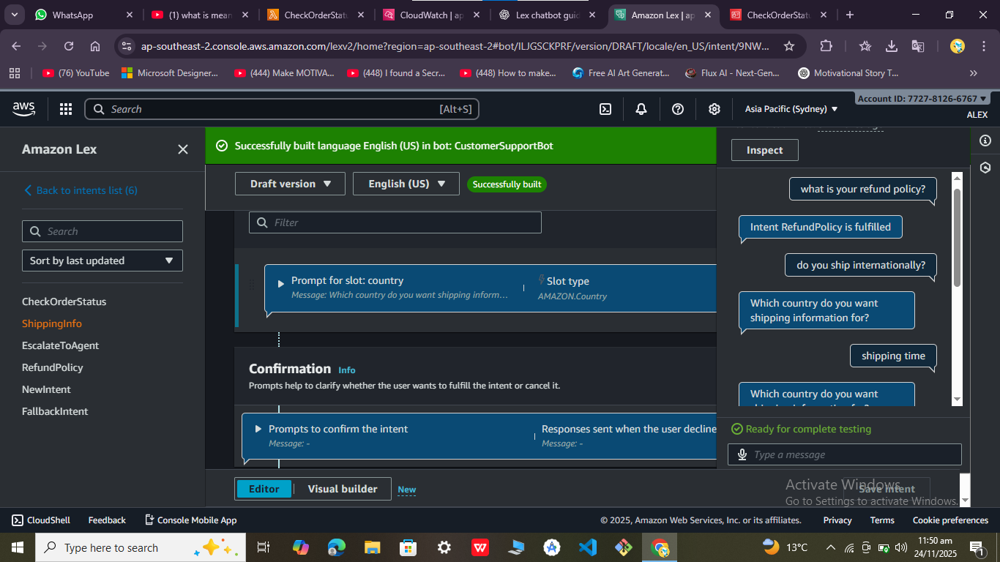 WhatsApp
(1) what is mean
CheckOrderStatu
CloudWatch | ap
Lex chatbot guid
Amazon Lex | ap
CheckOrderStatu
ap-southeast-2.console.aws.amazon.com/lexv2/home?region=ap-southeast-2#bot/ILJGSCKPRF/version/DRAFT/locale/en_US/intent/9NW...
(76) YouTube
Microsoft Designer...
(444) Make MOTIVA...
(448) I found a Secr...
(448) How to make...
Free AI Art Generat...
Flux AI - Next-Gen...
Motivational Story T...
aws
Search
[Alt+S]
Asia Pacific (Sydney)
Account ID: 7727-8126-6767
ALEX
Amazon Lex
Back to intents list (6)
Search
Sort by last updated
CheckOrderStatus
ShippingInfo
EscalateToAgent
RefundPolicy
NewIntent
FallbackIntent
Successfully built language English (US) in bot: CustomerSupportBot
Draft version
English (US)
Successfully built
Filter
Prompt for slot: country
Message: Which country do you want shipping inform...
Slot type
AMAZON.Country
Confirmation Info
Prompts help to clarify whether the user wants to fulfill the intent or cancel it.
Prompts to confirm the intent
Message: -
Responses sent when the user decline
Message: -
Editor
Visual builder
New
Inspect
what is your refund policy?
Intent RefundPolicy is fulfilled
do you ship internationally?
Which country do you want
shipping information for?
shipping time
Which country do you want
Ready for complete testing
Type a message
Save intent
Activate Windows
Go to Settings to activate Windows.
CloudShell
Feedback
Console Mobile App
© 2025, Amazon Web Services, Inc. or its affiliates.
Privacy
Terms
Cookie preferences
Type here to search
13°C
11:50 am
24/11/2025
1